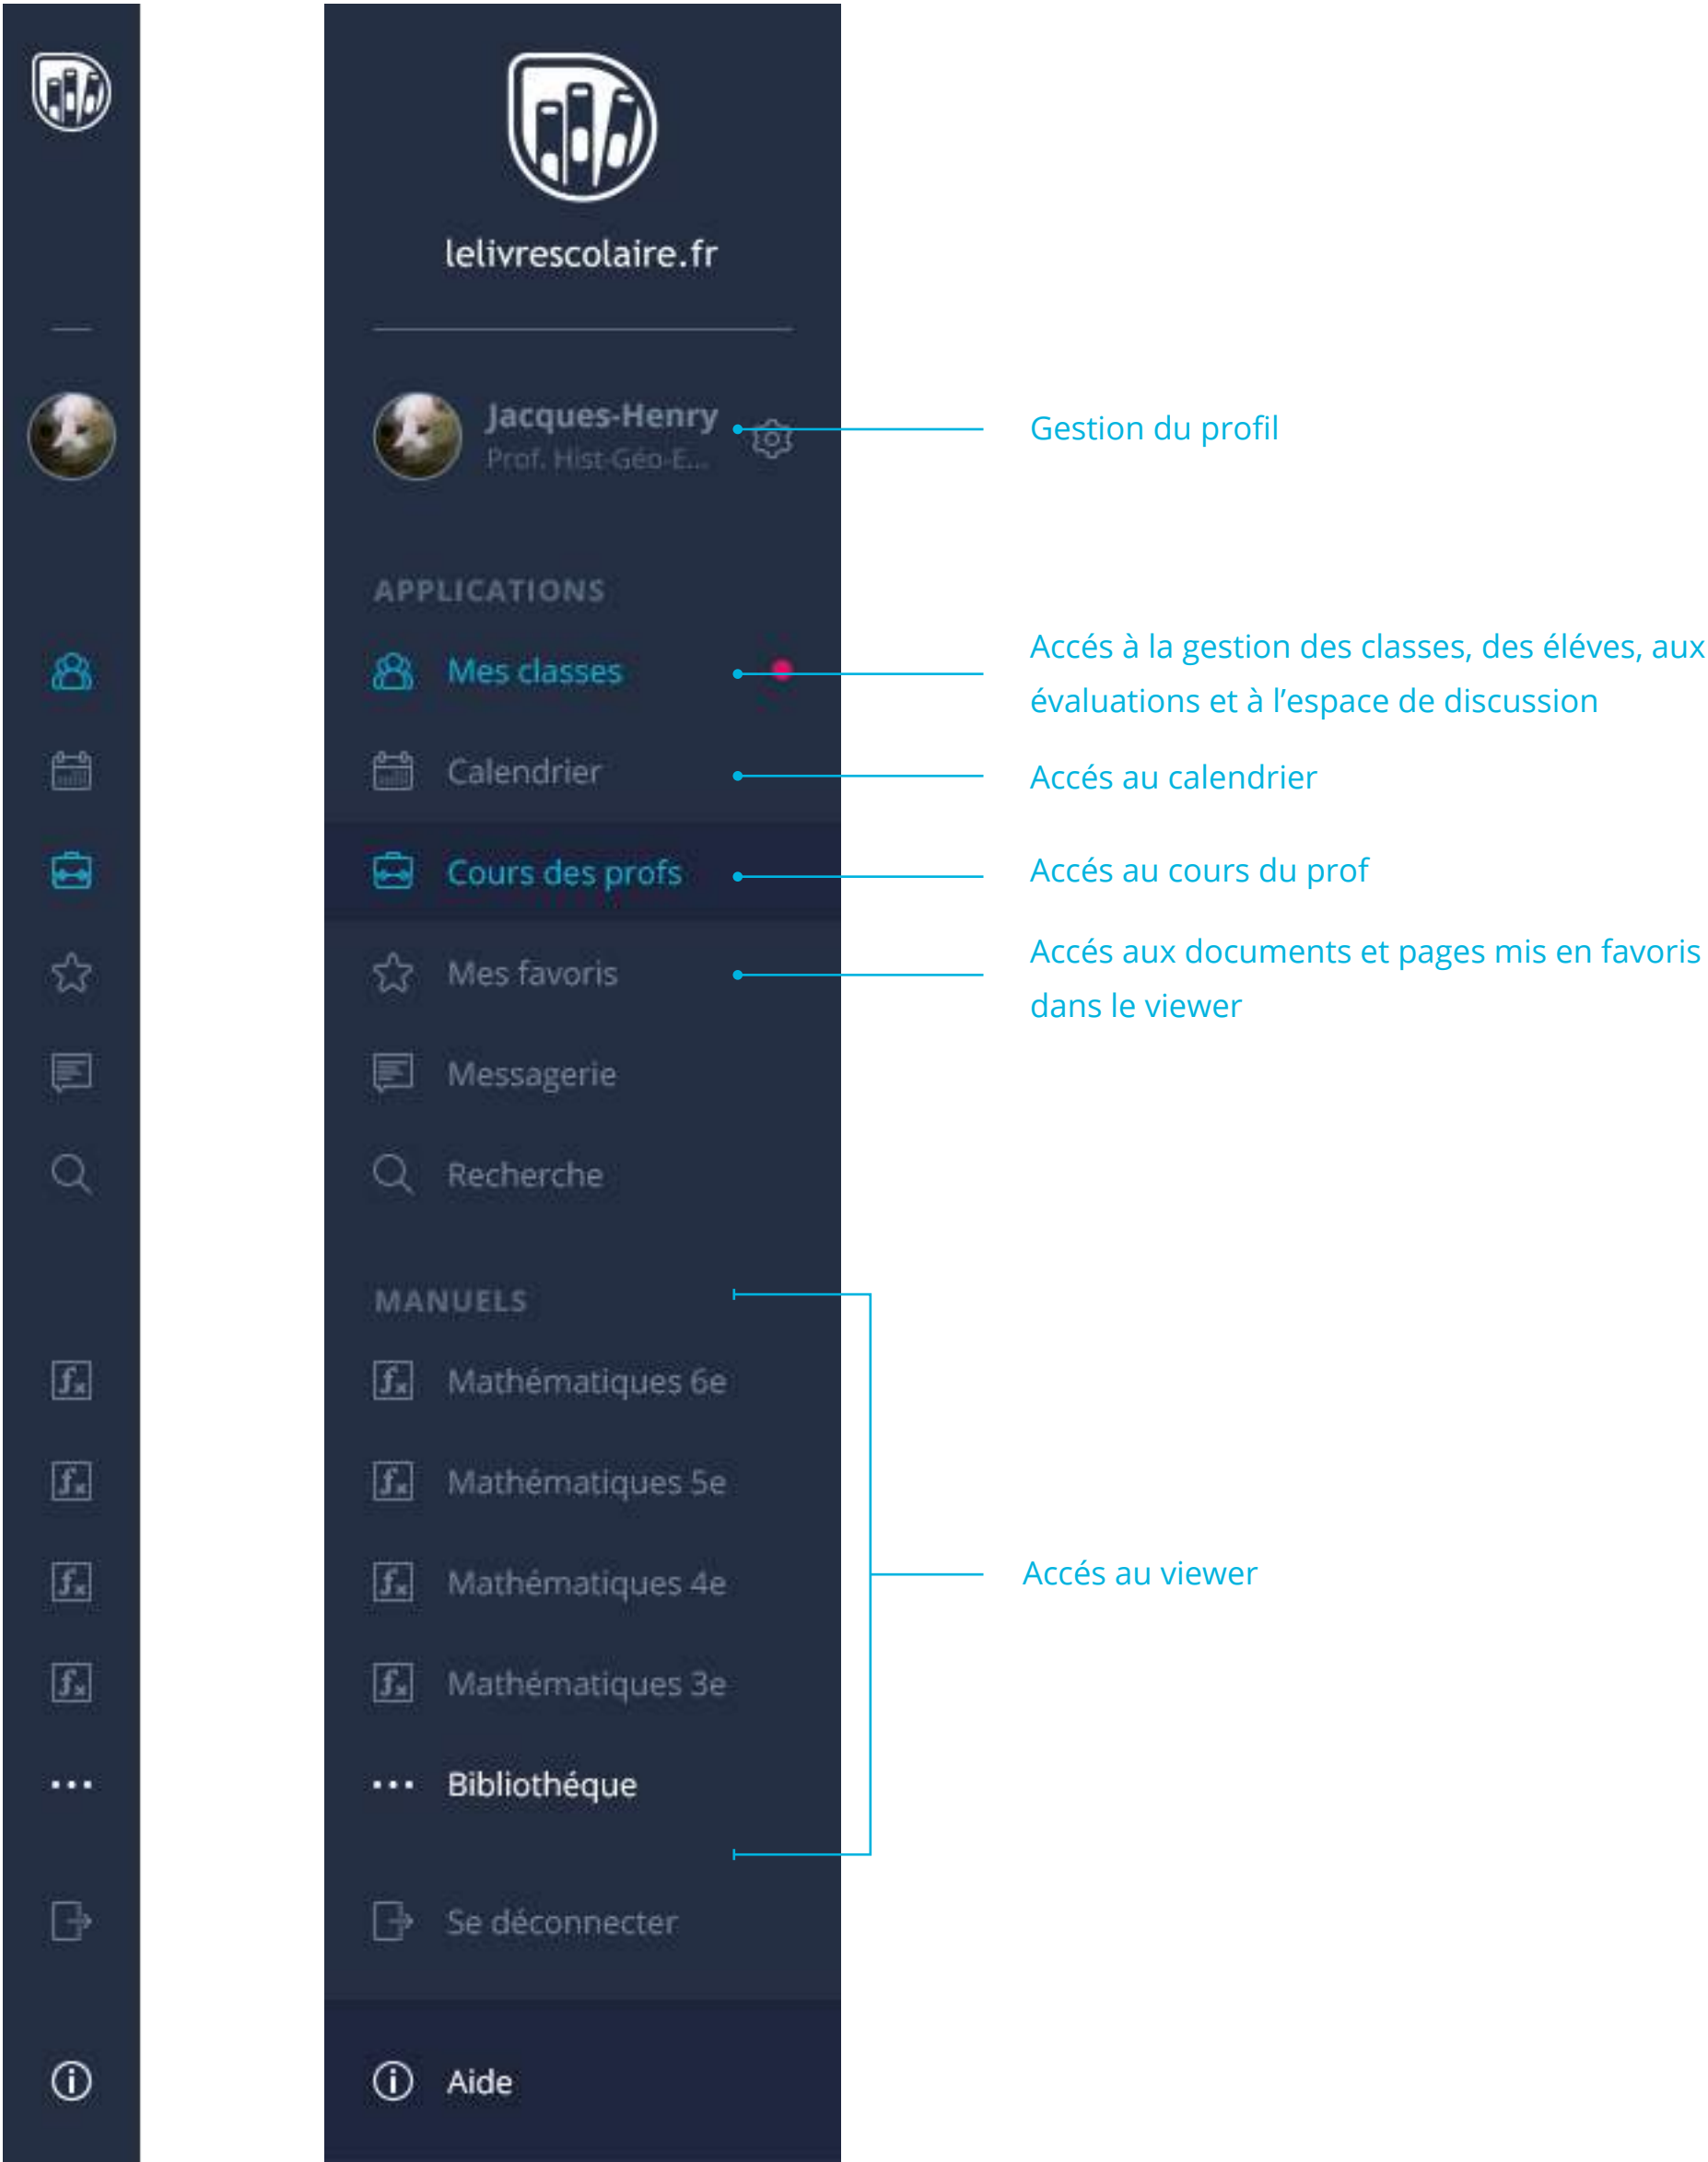 lelivrescolaire.fr
Jacques-Henry
Prof. Hist-Géo-E...
Gestion du profil
APPLICATIONS
Mes classes
Accés à la gestion des classes, des éléves, aux
évaluations et à l’espace de discussion
Calendrier
Accés au calendrier
Cours des profs
Accés au cours du prof
Mes favoris
Accés aux documents et pages mis en favoris
dans le viewer
Messagerie
Recherche
MANUELS
Mathématiques 6e
Mathématiques 5e
Mathématiques 4e
Mathématiques 3e
Bibliothéque
Accés au viewer
Se déconnecter
Aide